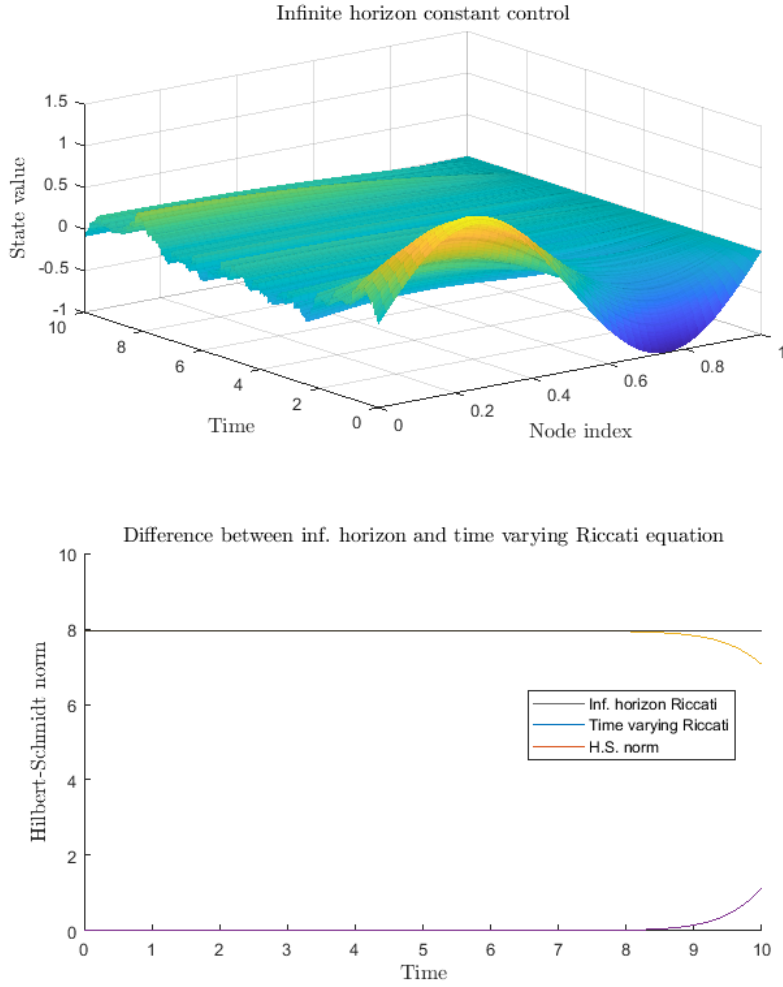 Infinite horizon constant control
1.5
1
0.5
0
-0.5
-1
State value
10
8
6
4
2
0
Time
0
0.2
0.4
0.6
0.8
1
Node index
Difference between inf. horizon and time varying Riccati equation
10
8
6
4
2
0
Hilbert-Schmidt norm
Inf. horizon Riccati
Time varying Riccati
H.S. norm
0 1 2 3 4 5 6 7 8 9 10
Time